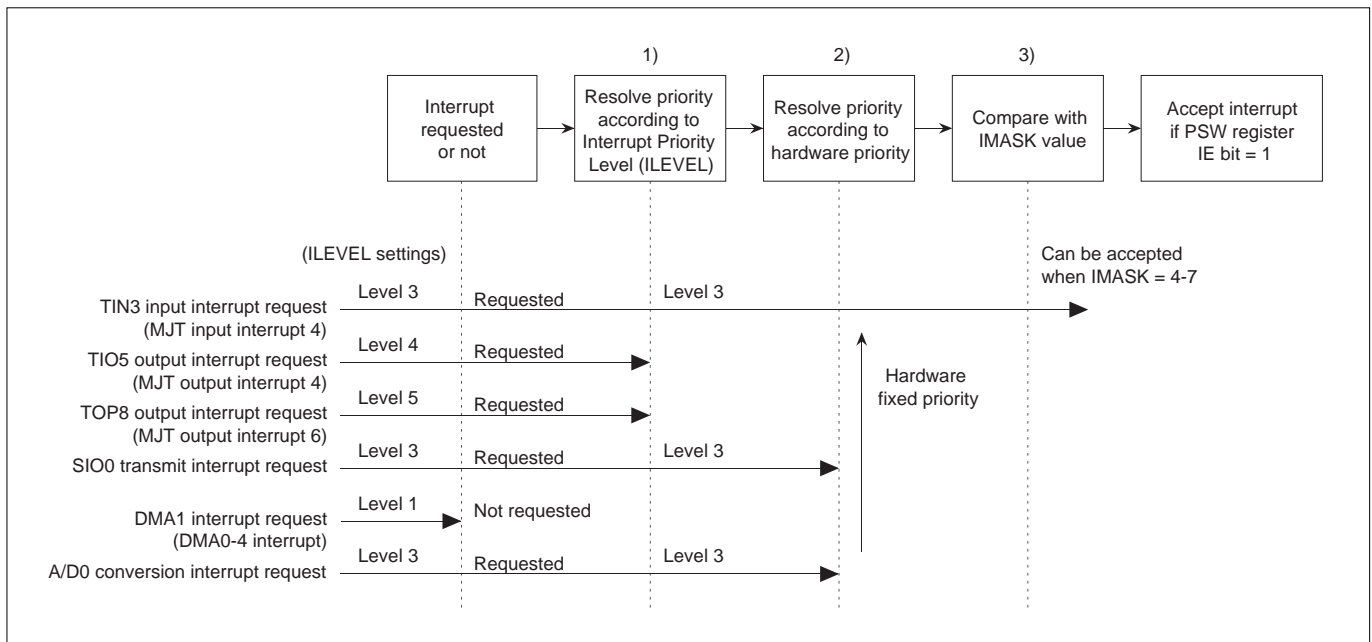 1)
2)
3)
Interrupt
requested
or not
Resolve priority
according to
Interrupt Priority
Level (ILEVEL)
Resolve priority
according to
hardware priority
Compare with
IMASK value
Accept interrupt
if PSW register
IE bit = 1
(ILEVEL settings)
Can be accepted
when IMASK = 4-7
TIN3 input interrupt request
(MJT input interrupt 4)
Level 3
Requested
Level 3
TIO5 output interrupt request
(MJT output interrupt 4)
Level 4
Requested
TOP8 output interrupt request
(MJT output interrupt 6)
Level 5
Requested
Hardware
fixed priority
SIO0 transmit interrupt request
Level 3
Requested
Level 3
DMA1 interrupt request
(DMA0-4 interrupt)
Level 1
Not requested
A/D0 conversion interrupt request
Level 3
Requested
Level 3